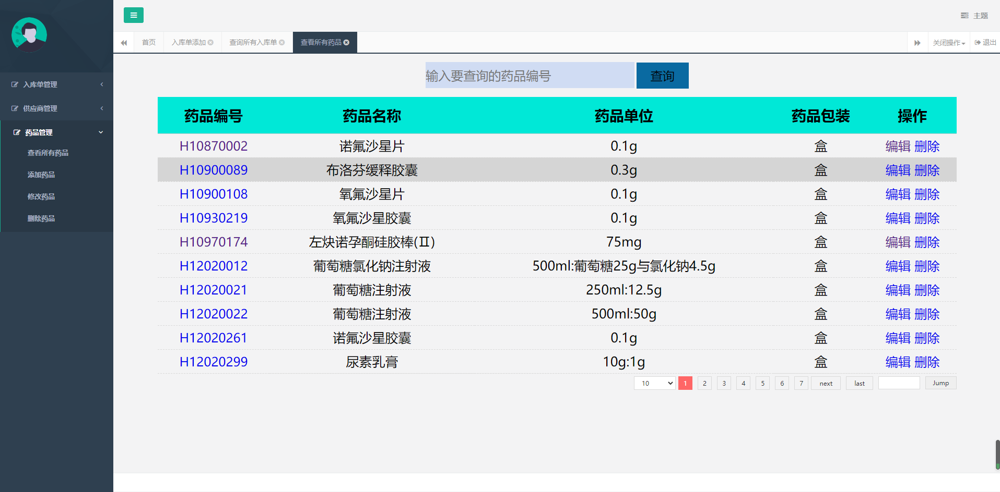 主题
首页 入库单添加 查询所有入库单 查看所有药品 关闭操作 退出
入库单管理
供应商管理
药品管理
查看所有药品
添加药品
修改药品
删除药品
输入要查询的药品编号 查询
药品编号 药品名称 药品单位 药品包装 操作
H10870002 诺氟沙星片 0.1g 盒 编辑 删除
H10900089 布洛芬缓释胶囊 0.3g 盒 编辑 删除
H10900108 氧氟沙星片 0.1g 盒 编辑 删除
H10930219 氧氟沙星胶囊 0.1g 盒 编辑 删除
H10970174 左炔诺孕酮硅胶棒(Ⅱ) 75mg 盒 编辑 删除
H12020012 葡萄糖氯化钠注射液 500ml:葡萄糖25g与氯化钠4.5g 盒 编辑 删除
H12020021 葡萄糖注射液 250ml:12.5g 盒 编辑 删除
H12020022 葡萄糖注射液 500ml:50g 盒 编辑 删除
H12020261 诺氟沙星胶囊 0.1g 盒 编辑 删除
H12020299 尿素乳膏 10g:1g 盒 编辑 删除
10 1 2 3 4 5 6 7 next last Jump